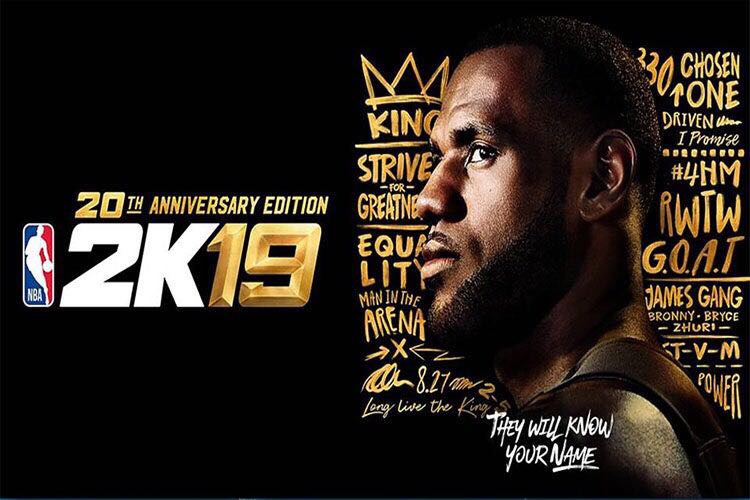 20TH ANNIVERSARY EDITION
NBA
2K19
KING
STRIVE
FOR
GREATNE
EQUA
LITY
MAN IN THE
ARENA
X
8.27
Long live the King
330
CHOSEN
1 ONE
DRIVEN
I Promise
#4HM
RWTW
G.O.A.T
JAMES GANG
BRONNY · BRYCE
ZHURI
T-V-M
POWER
THEY WILL KNOW
YOUR NAME